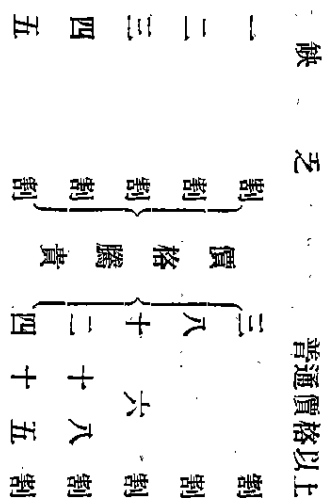 缺乏 普通價格以上
一割 三割
二割 八割
三割 十六割
四割 二十八割
五割 四十五割
價格騰貴